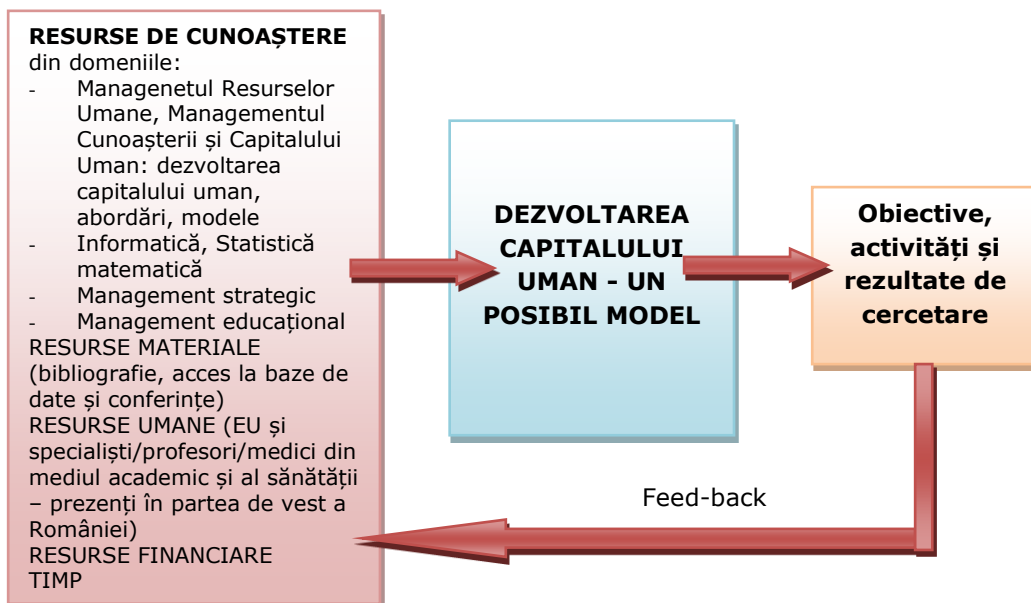 RESURSE DE CUNOAȘTERE
din domeniile:
- Managenetul Resurselor
Umane, Managementul
Cunoașterii și Capitalului
Uman: dezvoltarea
capitalului uman,
abordări, modele
- Informatică, Statistică
matematică
- Management strategic
- Management educațional
RESURSE MATERIALE
(bibliografie, acces la baze de
date și conferințe)
RESURSE UMANE (EU și
specialiști/profesori/medici din
mediul academic și al sănătății
– prezenți în partea de vest a
României)
RESURSE FINANCIARE
TIMP
DEZVOLTAREA
CAPITALULUI
UMAN - UN
POSIBIL MODEL
Obiective,
activități și
rezultate de
cercetare
Feed-back